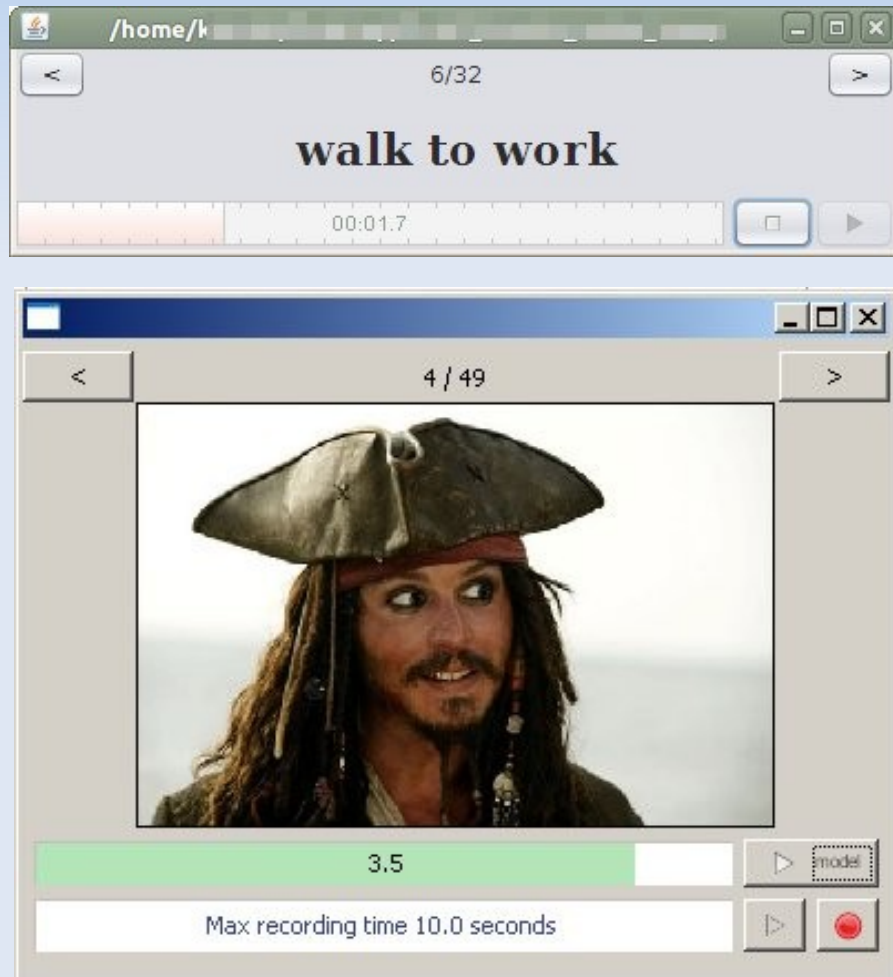 /home/k
< 6/32 >
walk to work
00:01.7
< 4 / 49 >
3.5 model
Max recording time 10.0 seconds